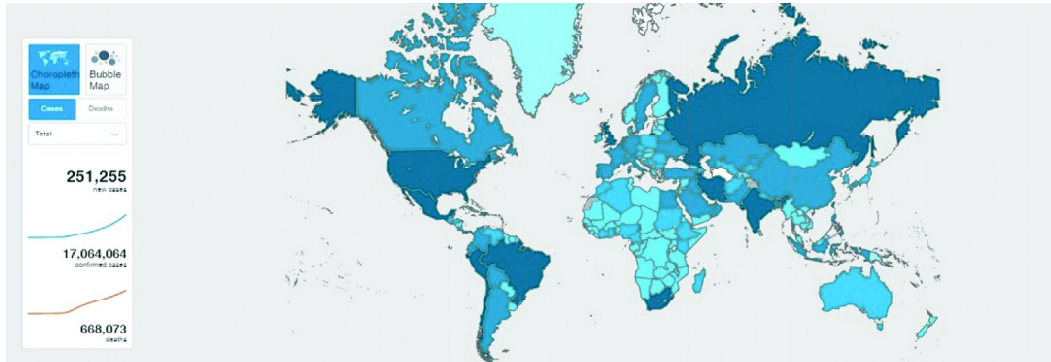 Choropleth
Map
Bubble
Map
Cases
Deaths
Total
251,255
new cases
17,064,064
confirmed cases
668,073
deaths